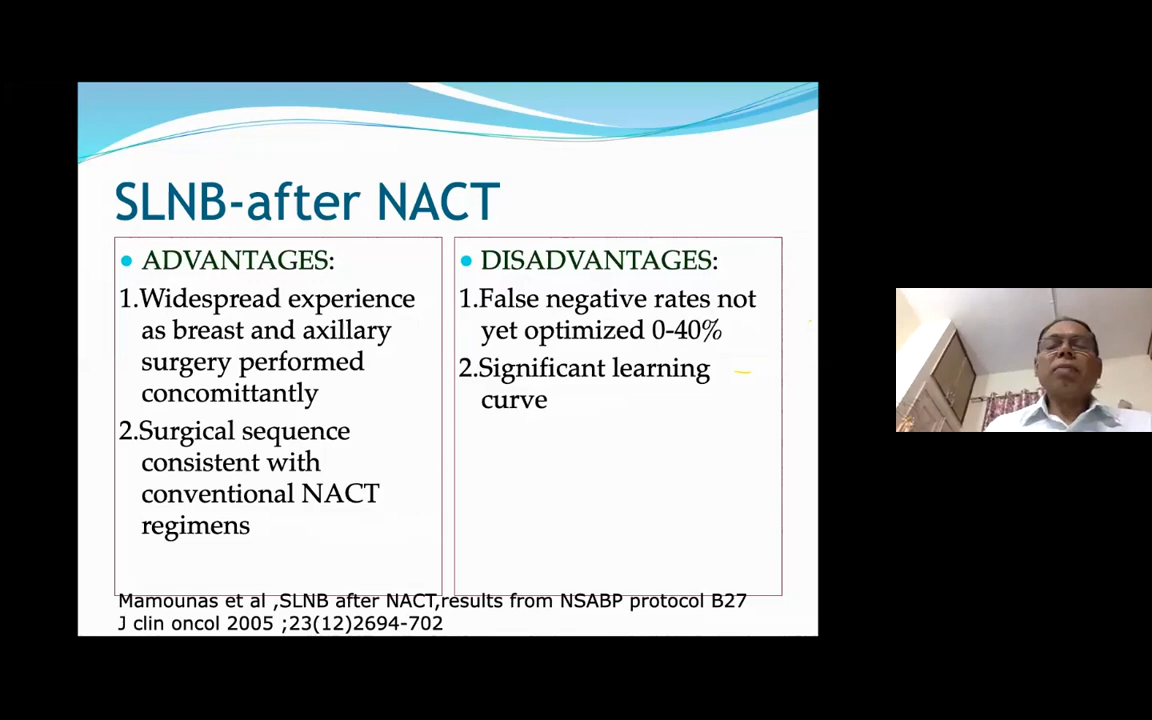 SLNB-after NACT
ADVANTAGES:
1.Widespread experience
as breast and axillary
surgery performed
concomittantly
2.Surgical sequence
consistent with
conventional NACT
regimens
DISADVANTAGES:
1.False negative rates not
yet optimized 0-40%
2.Significant learning
curve
Mamounas et al ,SLNB after NACT,results from NSABP protocol B27
J clin oncol 2005 ;23(12)2694-702